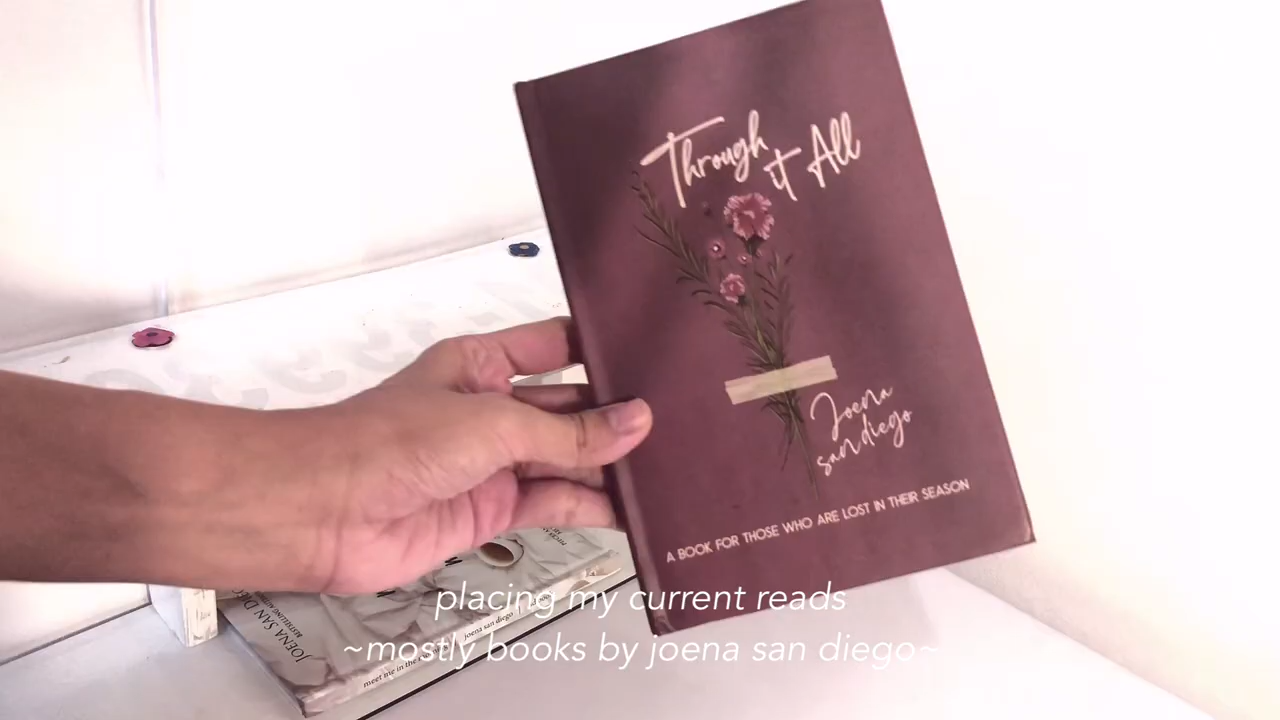 Through
it All
Joena
san diego
A BOOK FOR THOSE WHO ARE LOST IN THEIR SEASON
JOENA SAN DIEGO
BESTSELLING
meet me in the
joena san diego
placing my current reads
~mostly books by joena san diego~